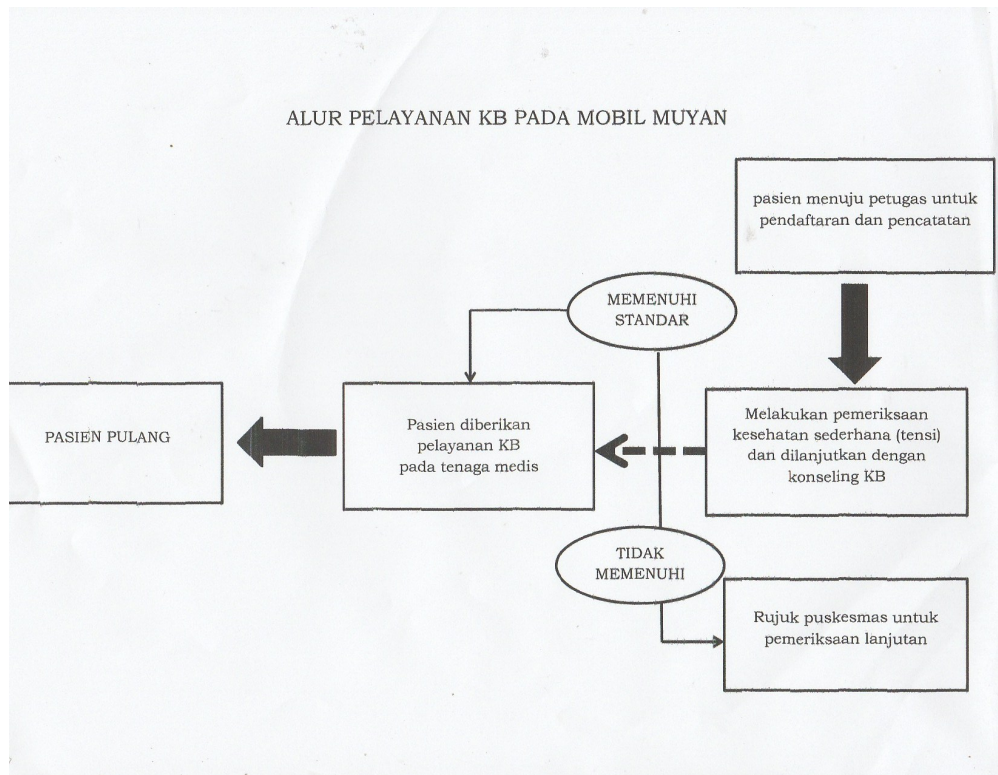 ALUR PELAYANAN KB PADA MOBIL MUYAN
pasien menuju petugas untuk
pendaftaran dan pencatatan
MEMENUHI
STANDAR
Melakukan pemeriksaan
kesehatan sederhana (tensi)
dan dilanjutkan dengan
konseling KB
Pasien diberikan
pelayanan KB
pada tenaga medis
PASIEN PULANG
TIDAK
MEMENUHI
Rujuk puskesmas untuk
pemeriksaan lanjutan